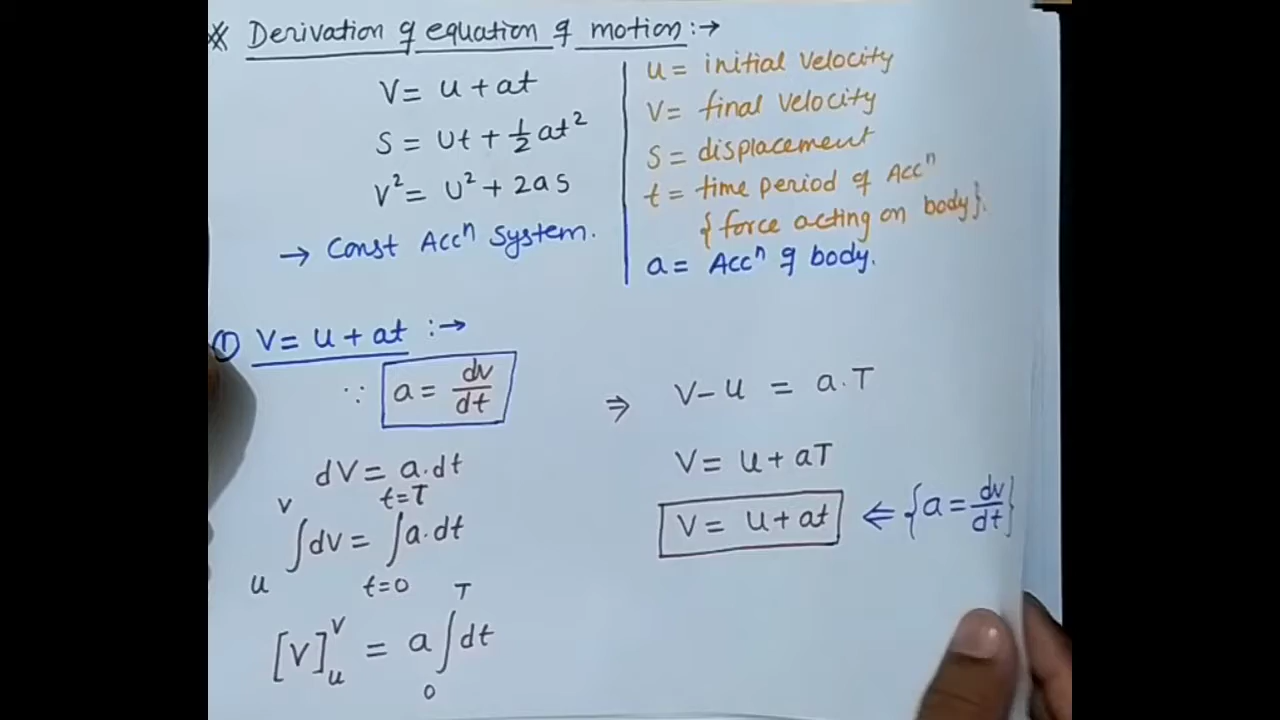 * Derivation of equation of motion :→
V = u + at
S = ut + ½at²
V² = U² + 2as
→ Const Accⁿ System.
u = initial velocity
V = final velocity
S = displacement
t = time period of Accⁿ
{force acting on body}.
a = Accⁿ of body.
① V = u + at :→
∵ a = dv/dt
dV = a.dt
∫ᵤⱽ dV = ∫ₜ₌₀ᵗ⁼ᵀ a.dt
[V]ᵤⱽ = a ∫₀ᵀ dt
⇒ V - u = a.T
V = u + aT
V = u + at ⇐ {a = dv/dt}